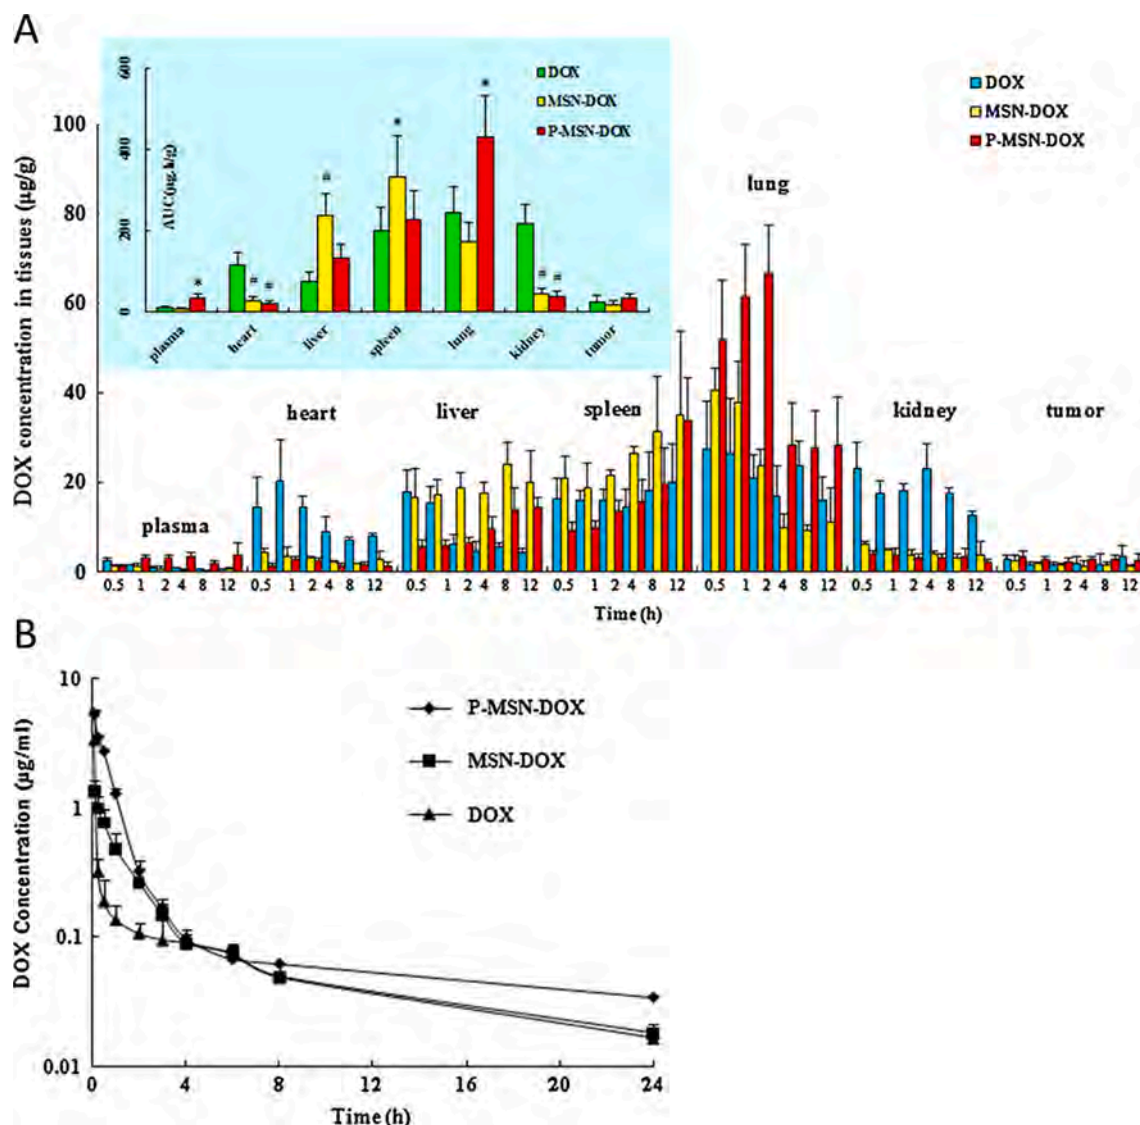 A
600
400
200
0
AUC(μg.h/g)
DOX
MSN-DOX
P-MSN-DOX
*
#
#
#
*
*
#
#
plasma
heart
liver
spleen
lung
kidney
tumor
DOX
MSN-DOX
P-MSN-DOX
100
80
60
40
20
0
DOX concentration in tissues (μg/g)
plasma
heart
liver
spleen
lung
kidney
tumor
0.5 1 2 4 8 12 0.5 1 2 4 8 12 0.5 1 2 4 8 12 0.5 1 2 4 8 12 0.5 1 2 4 8 12 0.5 1 2 4 8 12 0.5 1 2 4 8 12
Time (h)
B
10
1
0.1
0.01
DOX Concentration (μg/ml)
P-MSN-DOX
MSN-DOX
DOX
0 4 8 12 16 20 24
Time (h)